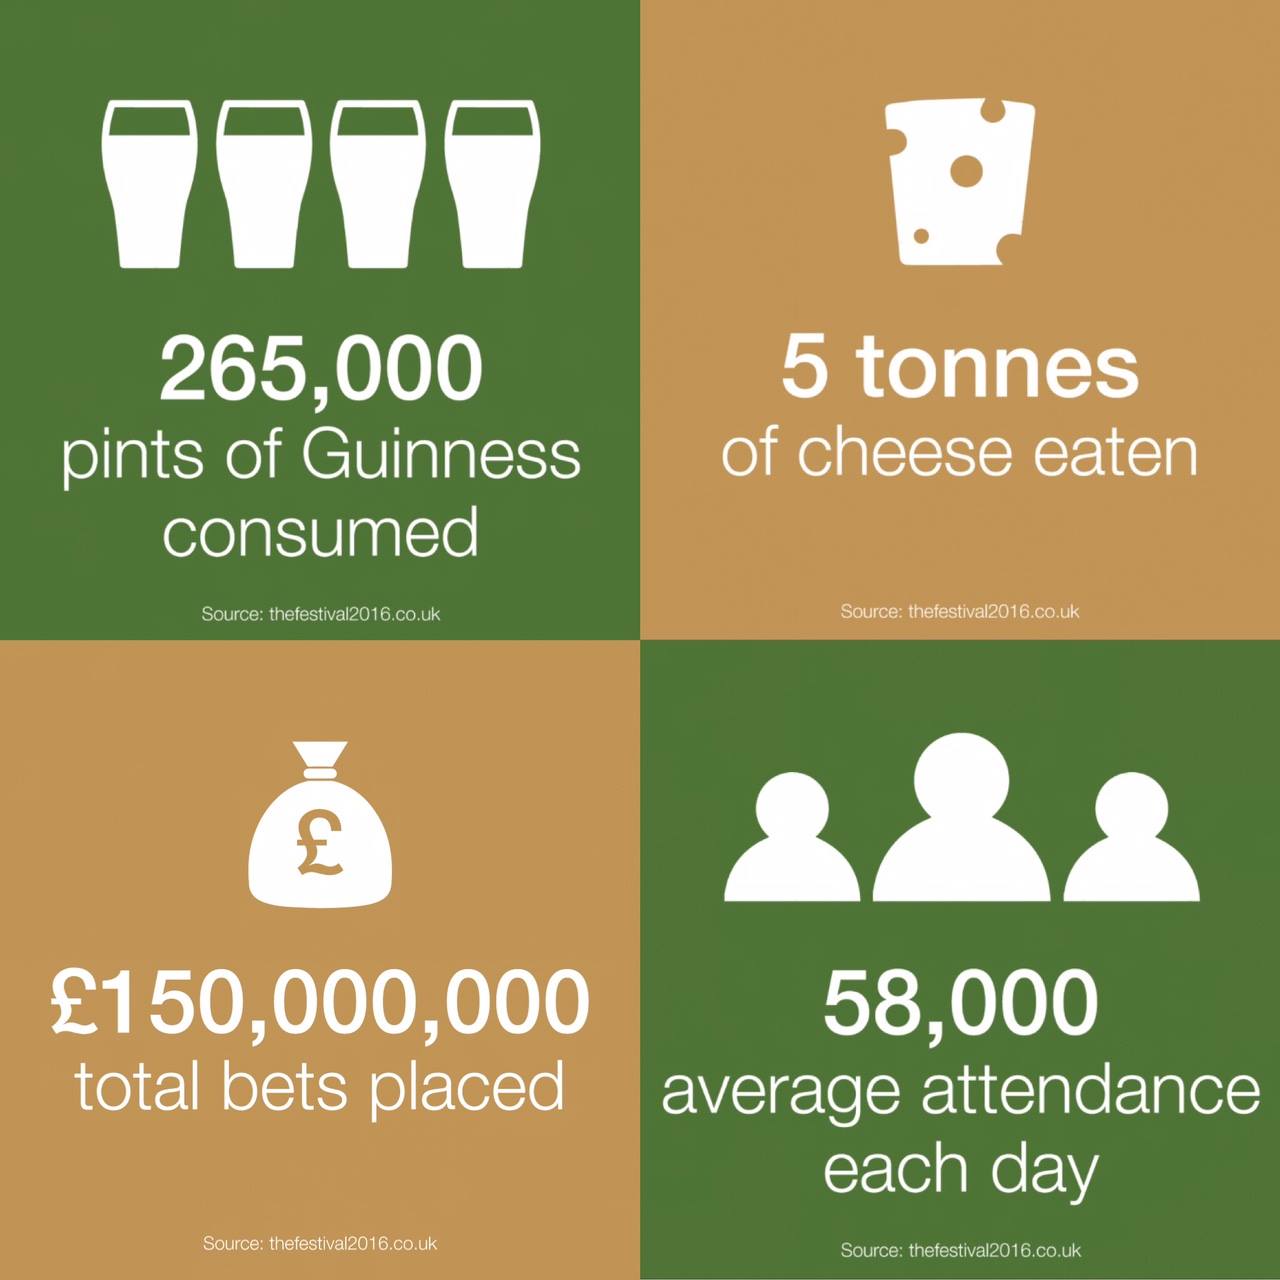 265,000
pints of Guinness
consumed
Source: thefestival2016.co.uk
5 tonnes
of cheese eaten
Source: thefestival2016.co.uk
£
£150,000,000
total bets placed
Source: thefestival2016.co.uk
58,000
average attendance
each day
Source: thefestival2016.co.uk